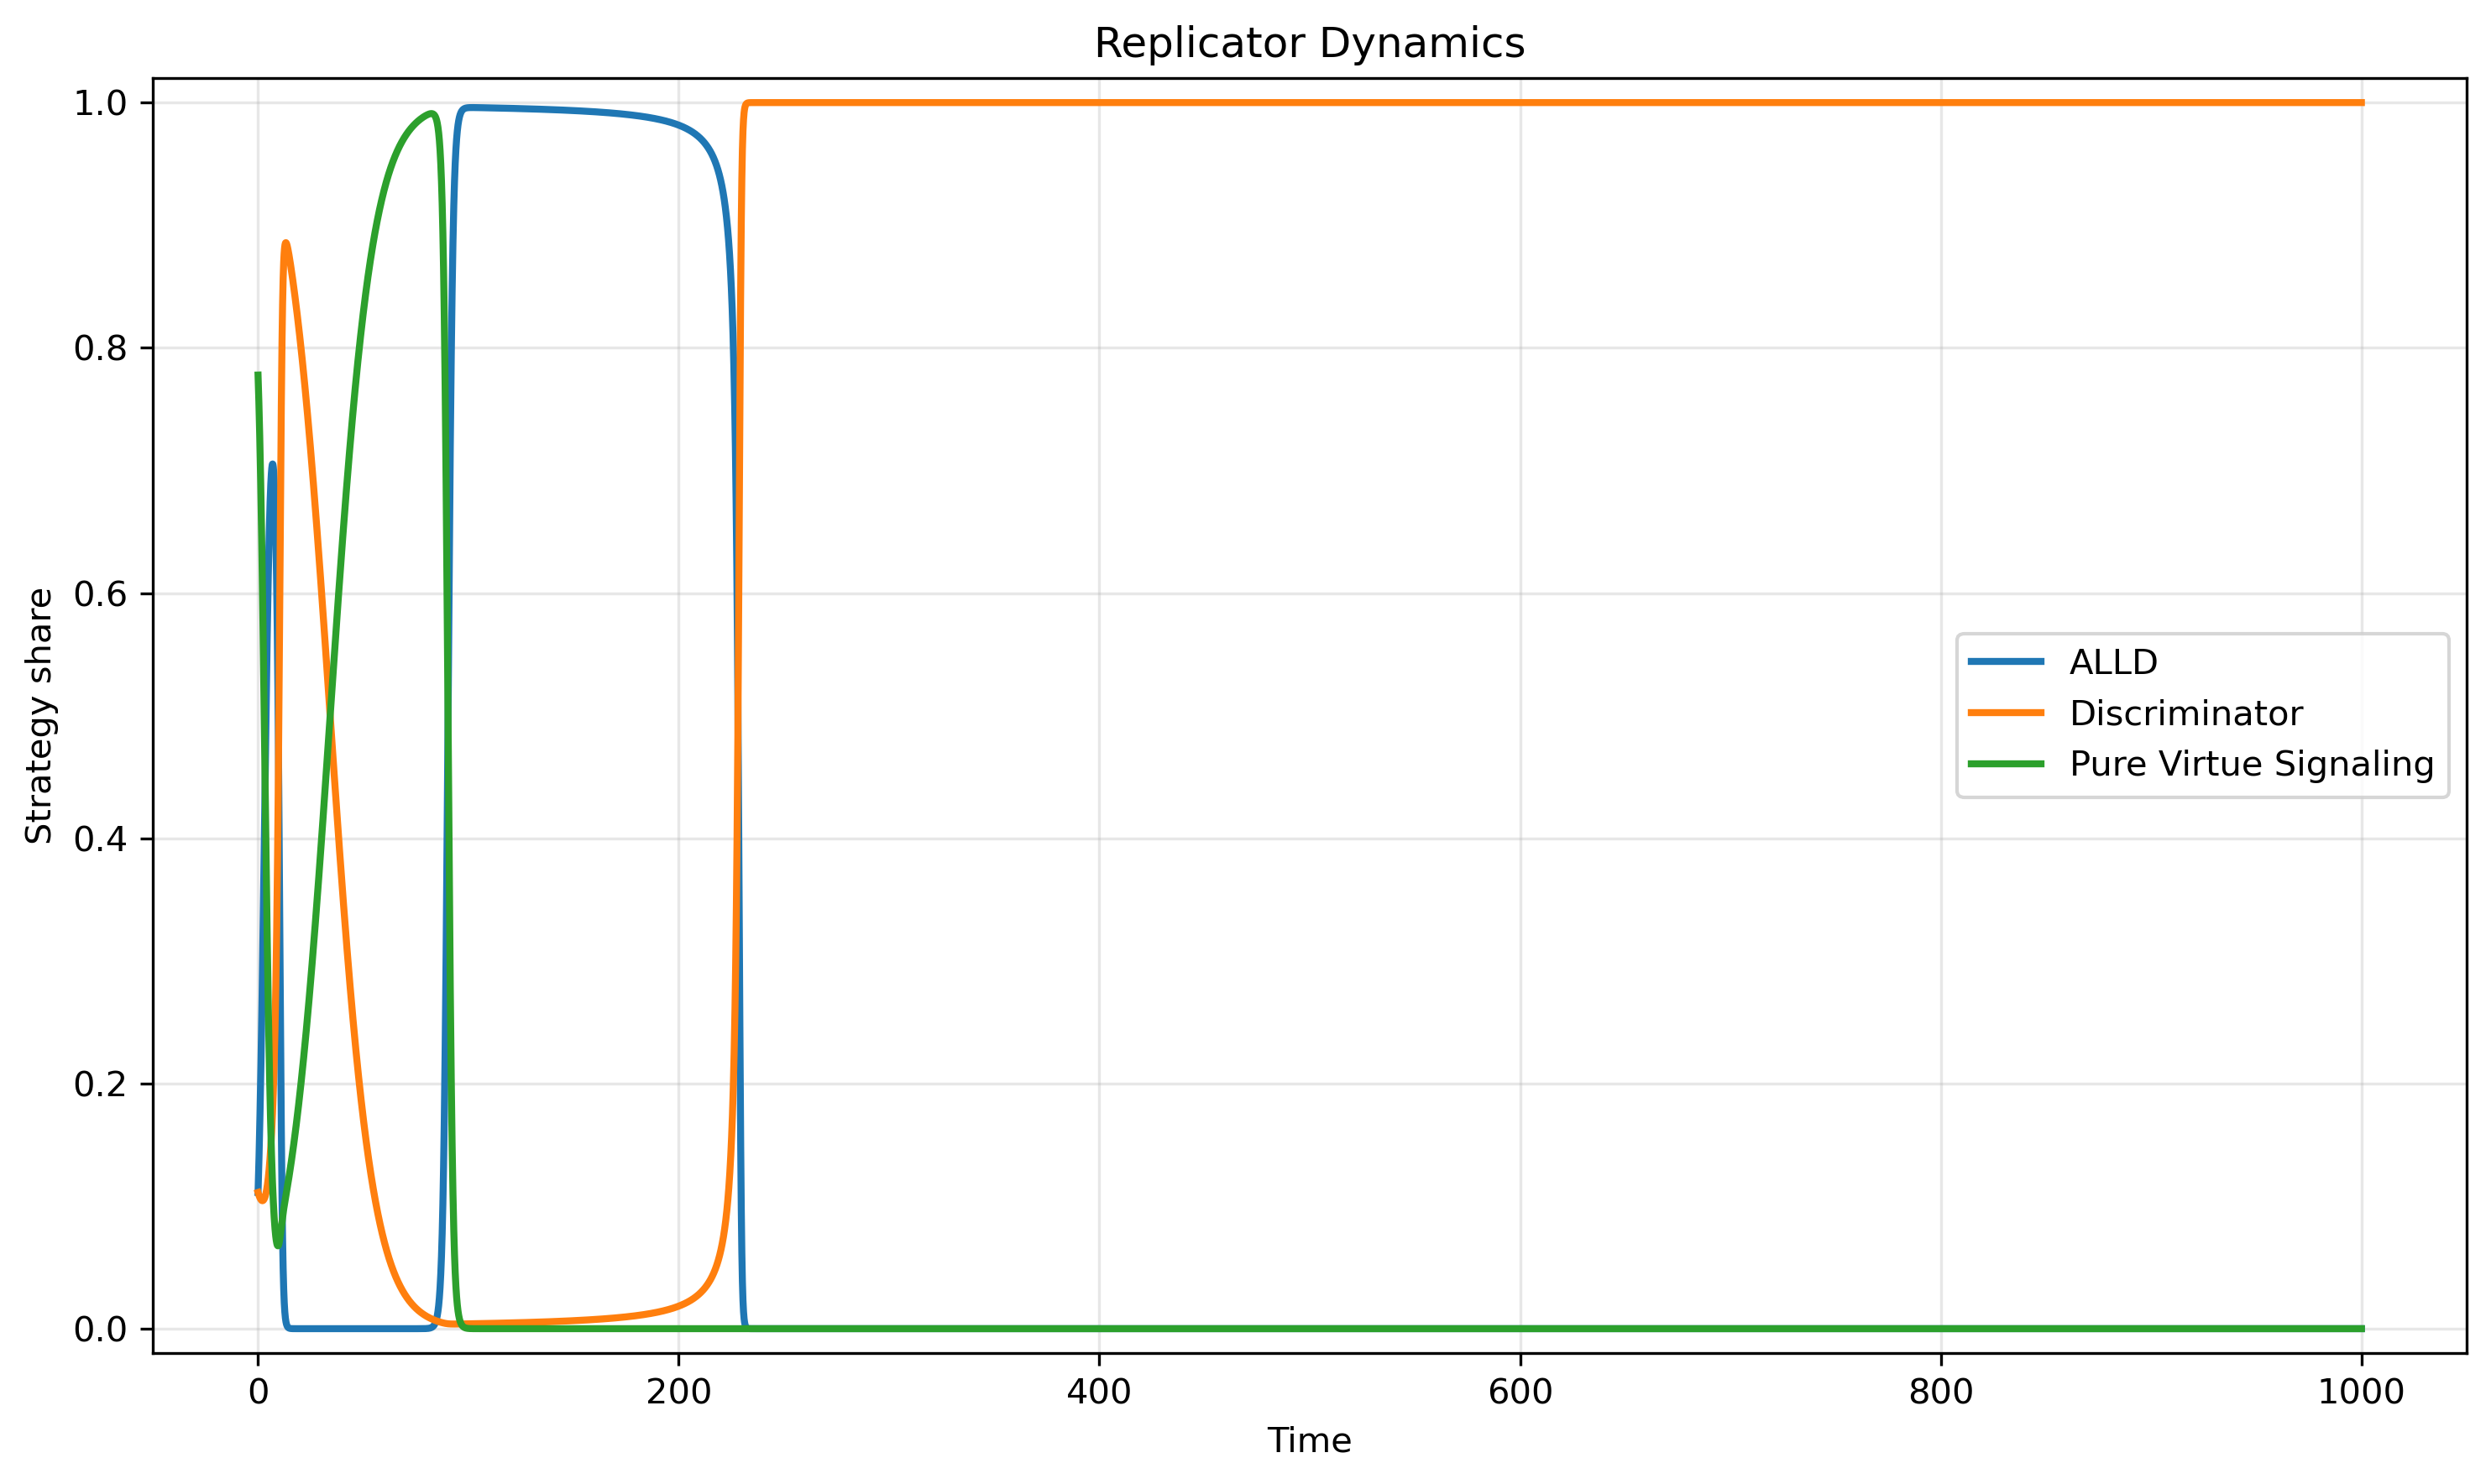 Replicator Dynamics
1.0
0.8
0.6
0.4
0.2
0.0
Strategy share
ALLD
Discriminator
Pure Virtue Signaling
0 200 400 600 800 1000
Time